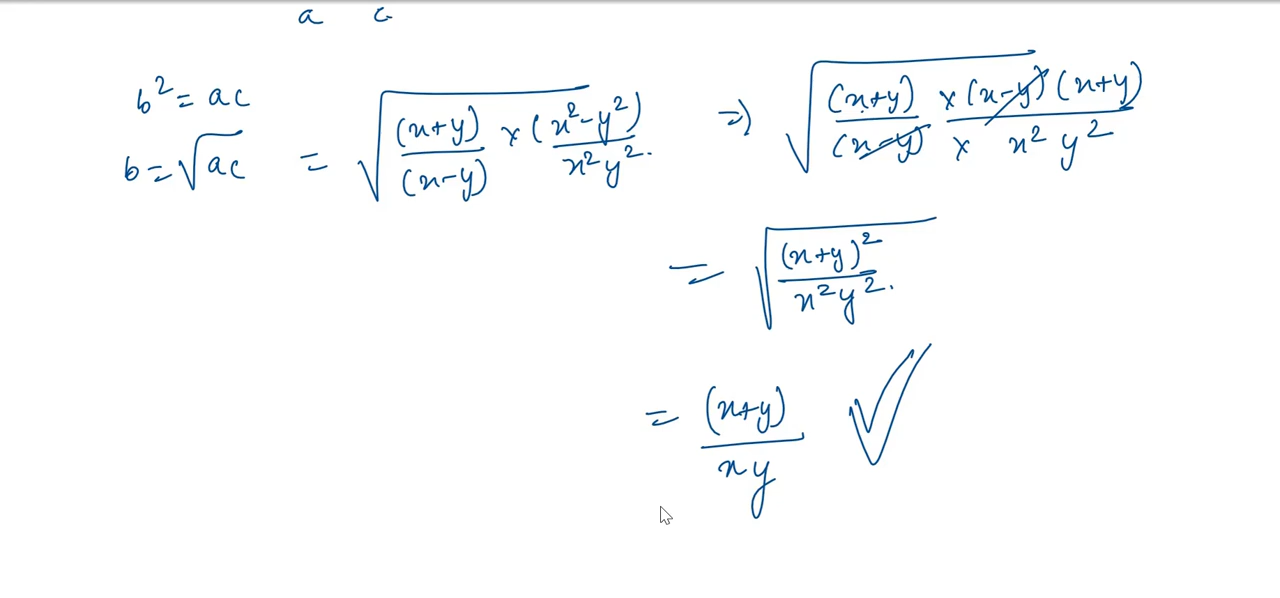 a c
b² = ac
b = √ac = √((x+y)/(x-y) × (x²-y²)/x²y².) ⇒ √((x+y)/(x-y) × (x-y)(x+y)/x²y²)
= √((x+y)²/x²y².)
= (x+y)/xy ✓